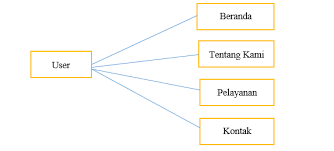 User
Beranda
Tentang Kami
Pelayanan
Kontak